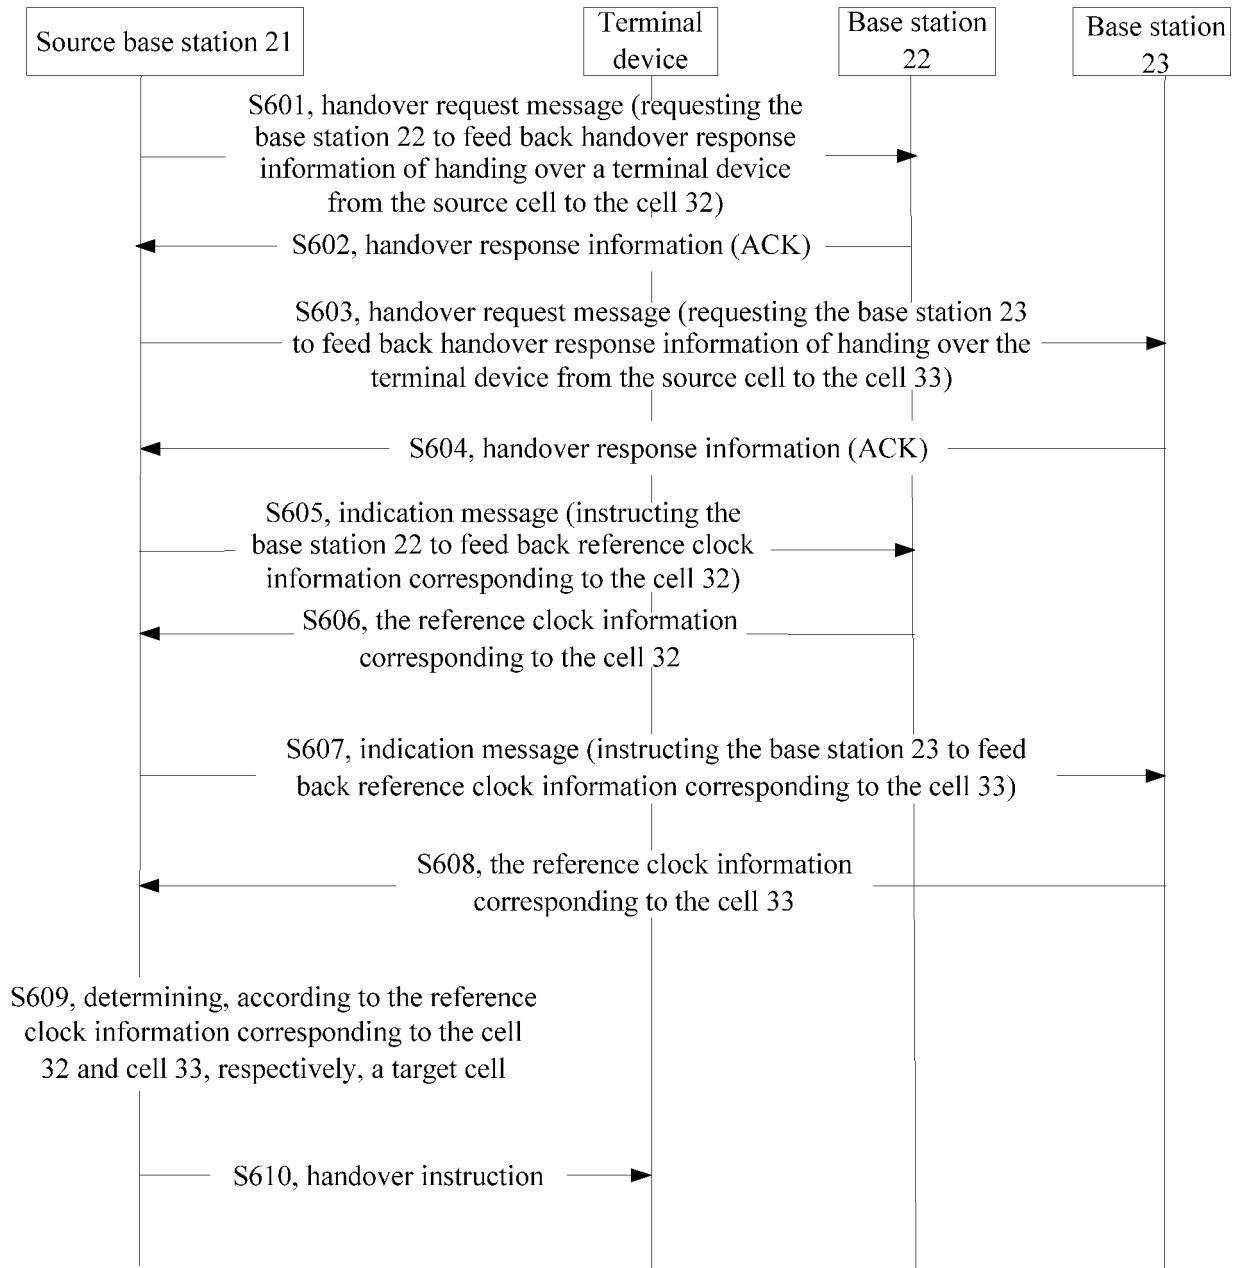 Source base station 21
Terminal
device
Base station
22
Base station
23
S601, handover request message (requesting the
base station 22 to feed back handover response
information of handing over a terminal device
from the source cell to the cell 32)
S602, handover response information (ACK)
S603, handover request message (requesting the base station 23
to feed back handover response information of handing over the
terminal device from the source cell to the cell 33)
S604, handover response information (ACK)
S605, indication message (instructing the
base station 22 to feed back reference clock
information corresponding to the cell 32)
S606, the reference clock information
corresponding to the cell 32
S607, indication message (instructing the base station 23 to feed
back reference clock information corresponding to the cell 33)
S608, the reference clock information
corresponding to the cell 33
S609, determining, according to the reference
clock information corresponding to the cell
32 and cell 33, respectively, a target cell
S610, handover instruction